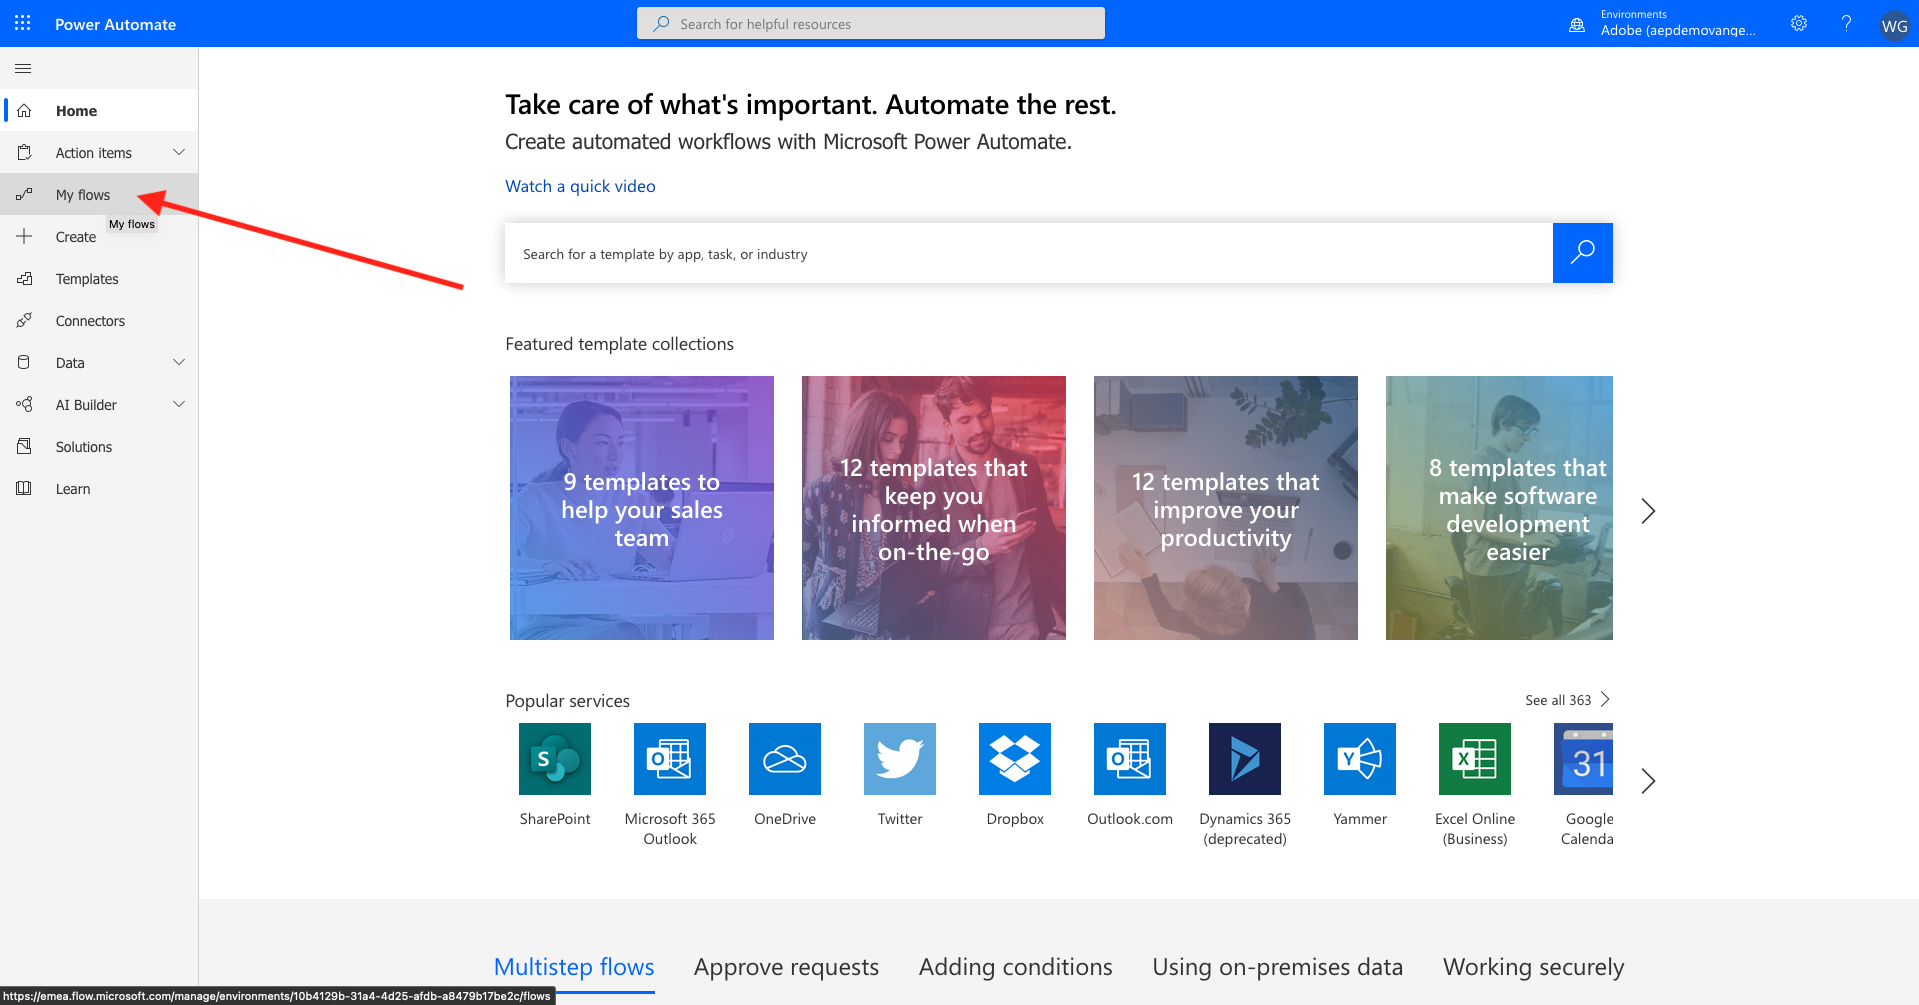 Power Automate
Search for helpful resources
Environments
Adobe (aepdemovange...
WG
Home
Action items
My flows
My flows
Create
Templates
Connectors
Data
AI Builder
Solutions
Learn
Take care of what's important. Automate the rest.
Create automated workflows with Microsoft Power Automate.
Watch a quick video
Search for a template by app, task, or industry
Featured template collections
9 templates to
help your sales
team
12 templates that
keep you
informed when
on-the-go
12 templates that
improve your
productivity
8 templates that
make software
development
easier
Popular services
See all 363
S
O
O
Y
X
31
SharePoint
Microsoft 365
Outlook
OneDrive
Twitter
Dropbox
Outlook.com
Dynamics 365
(deprecated)
Yammer
Excel Online
(Business)
Google
Calenda
Multistep flows
Approve requests
Adding conditions
Using on-premises data
Working securely
https://emea.flow.microsoft.com/manage/environments/10b4129b-31a4-4d25-afdb-a8479b17be2c/flows